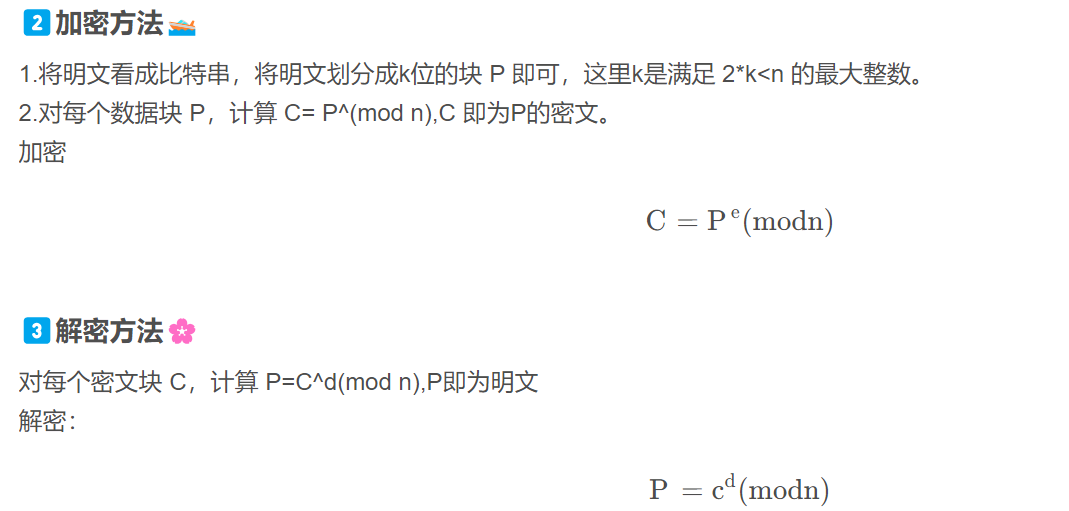 2 加密方法
1.将明文看成比特串，将明文划分成k位的块 P 即可，这里k是满足 2*k<n 的最大整数。
2.对每个数据块 P，计算 C= P^(mod n),C 即为P的密文。
加密
C = P^e(modn)
3 解密方法
对每个密文块 C，计算 P=C^d(mod n),P即为明文
解密：
P = c^d(modn)